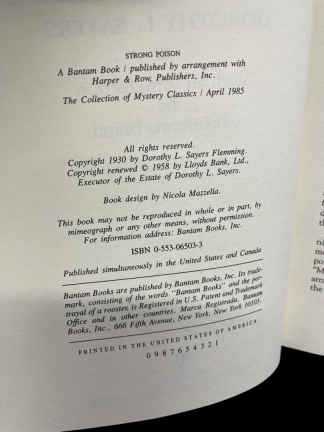 STRONG POISON
A Bantam Book / published by arrangement with
Harper & Row, Publishers, Inc.
The Collection of Mystery Classics / April 1985
All rights reserved.
Copyright 1930 by Dorothy L. Sayers Flemming.
Copyright renewed © 1958 by Lloyds Bank, Ltd.,
Executor of the Estate of Dorothy L. Sayers.
Book design by Nicola Mazzella.
This book may not be reproduced in whole or in part, by
mimeograph or any other means, without permission.
For information address: Bantam Books, Inc.
ISBN 0-553-06503-3
Published simultaneously in the United States and Canada
Bantam Books are published by Bantam Books, Inc. Its trade-
mark, consisting of the words "Bantam Books" and the por-
trayal of a rooster, is Registered in U.S. Patent and Trademark
Office and in other countries. Marca Registrada. Bantam
Books, Inc., 666 Fifth Avenue, New York, New York 10103.
PRINTED IN THE UNITED STATES OF AMERICA
0 9 8 7 6 5 4 3 2 1